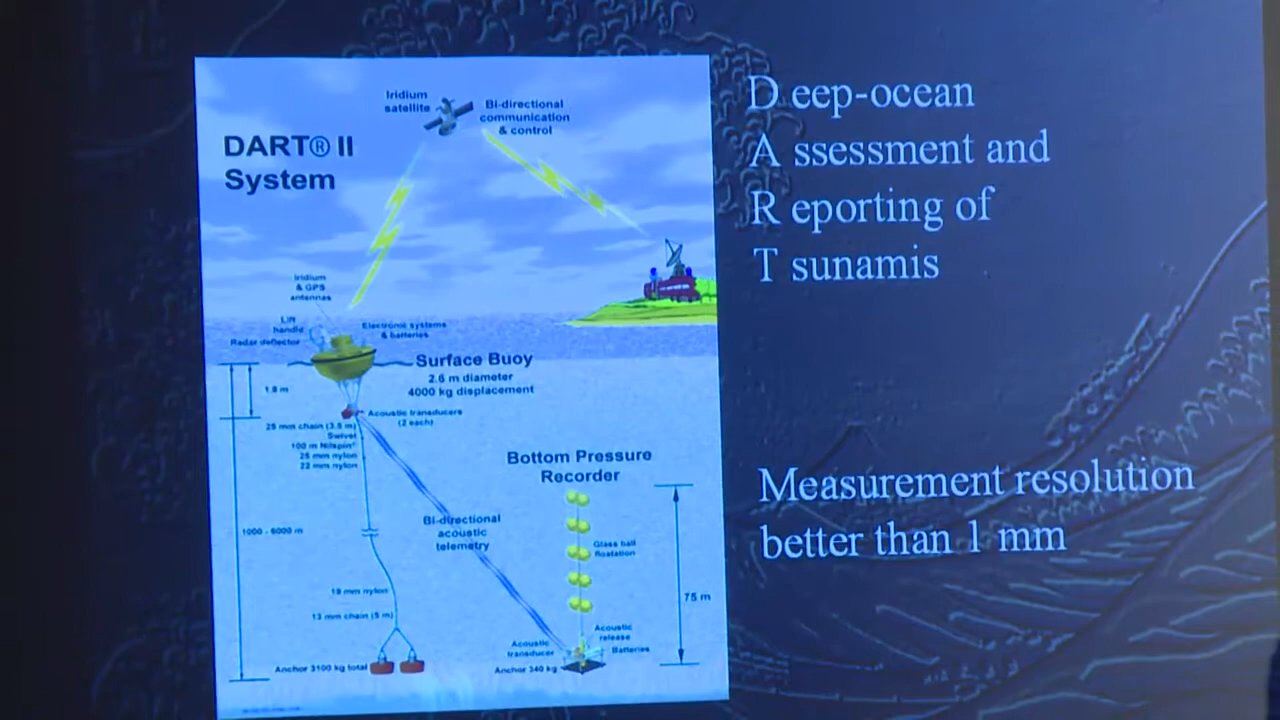 Iridium
satellite
Bi-directional
communication
& control
DART® II
System
Iridium
& GPS
antennas
Lift
handle
Radar deflector
Electronic systems
& batteries
Surface Buoy
2.6 m diameter
4000 kg displacement
1.8 m
Acoustic transducers
(2 each)
25 mm chain (3.5 m)
Swivel
100 m Nilspin®
25 mm nylon
22 mm nylon
Bottom Pressure
Recorder
1000 - 6000 m
Bi-directional
acoustic
telemetry
Glass ball
floatation
75 m
19 mm nylon
13 mm chain (5 m)
Acoustic
release
Acoustic
transducer
Batteries
Anchor 3100 kg total
Anchor 340 kg
D eep-ocean
A ssessment and
R eporting of
T sunamis
Measurement resolution
better than 1 mm